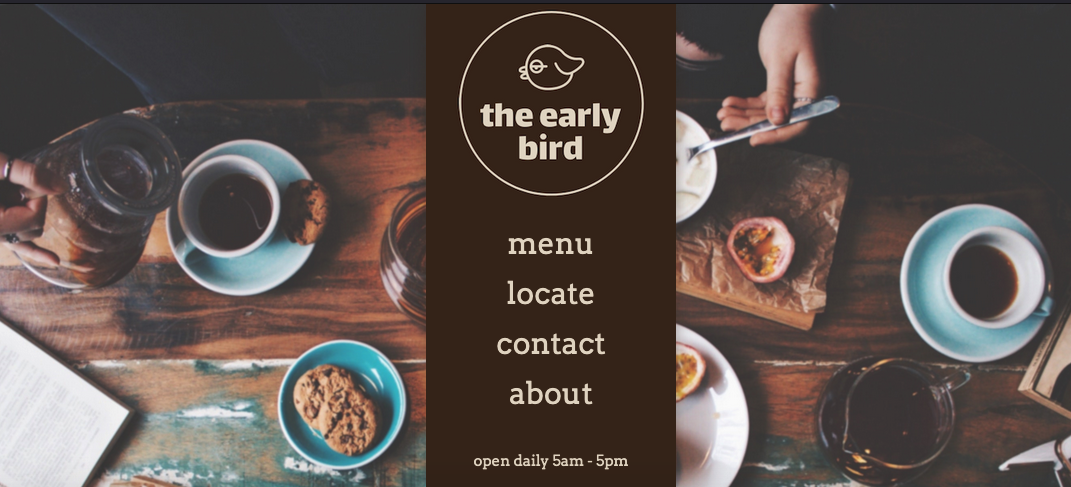 the early
bird
menu
locate
contact
about
open daily 5am - 5pm